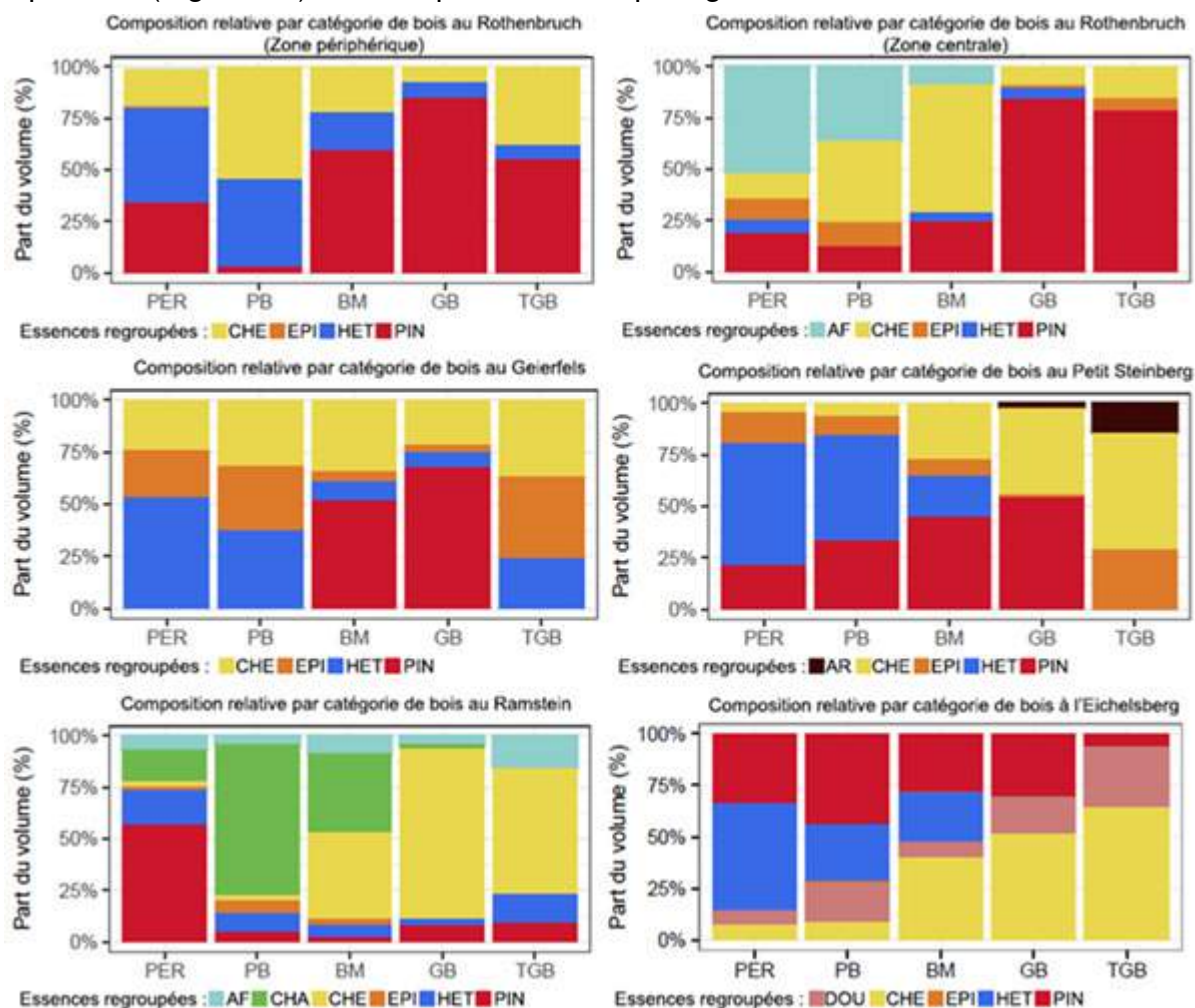 Composition relative par catégorie de bois au Rothenbruch
(Zone périphérique)
Part du volume (%)
100%
75%
50%
25%
0%
PER PB BM GB TGB
Essences regroupées : CHE EPI HET PIN
Composition relative par catégorie de bois au Rothenbruch
(Zone centrale)
Part du volume (%)
100%
75%
50%
25%
0%
PER PB BM GB TGB
Essences regroupées : AF CHE EPI HET PIN
Composition relative par catégorie de bois au Geierfels
Part du volume (%)
100%
75%
50%
25%
0%
PER PB BM GB TGB
Essences regroupées : CHE EPI HET PIN
Composition relative par catégorie de bois au Petit Steinberg
Part du volume (%)
100%
75%
50%
25%
0%
PER PB BM GB TGB
Essences regroupées : AR CHE EPI HET PIN
Composition relative par catégorie de bois au Ramstein
Part du volume (%)
100%
75%
50%
25%
0%
PER PB BM GB TGB
Essences regroupées : AF CHA CHE EPI HET PIN
Composition relative par catégorie de bois à l'Eichelsberg
Part du volume (%)
100%
75%
50%
25%
0%
PER PB BM GB TGB
Essences regroupées : DOU CHE EPI HET PIN